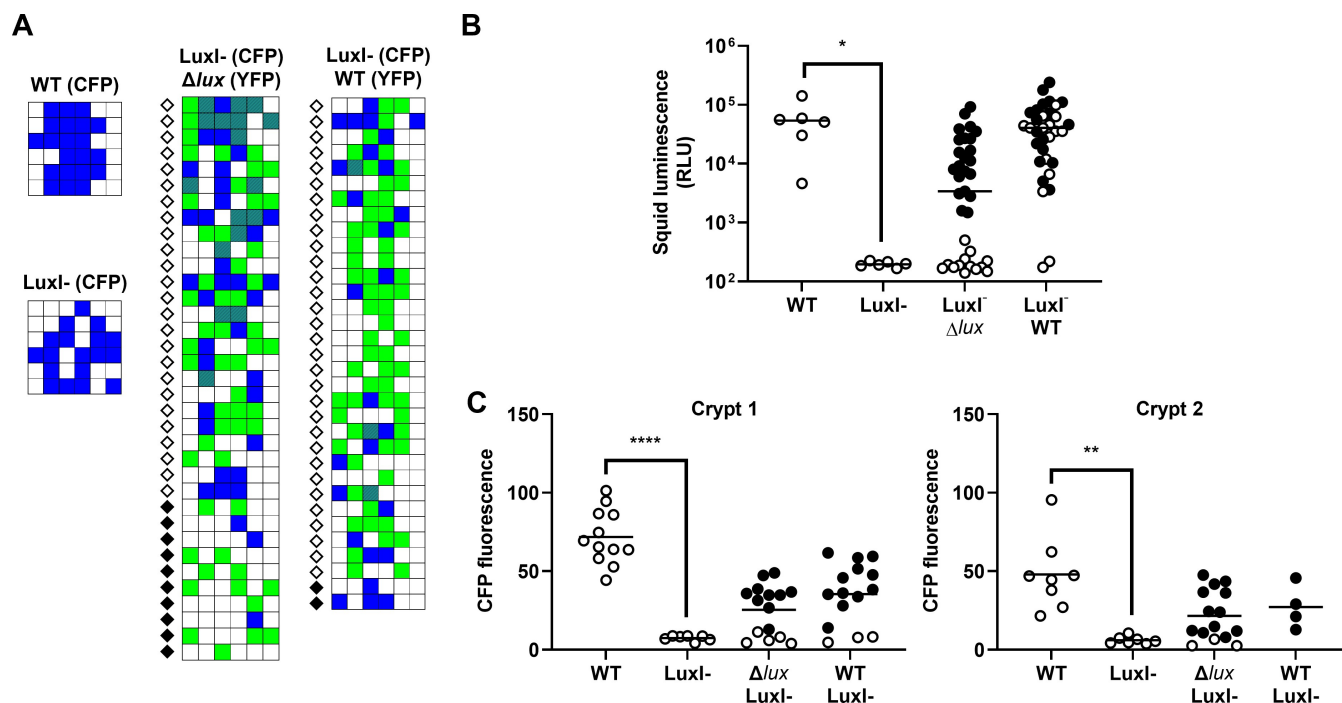 A
WT (CFP)
LuxI- (CFP)
LuxI- (CFP)
Δlux (YFP)
LuxI- (CFP)
WT (YFP)
B
Squid luminescence
(RLU)
10⁶
10⁵
10⁴
10³
10²
*
WT
LuxI-
LuxI⁻
Δlux
LuxI⁻
WT
C
Crypt 1
CFP fluorescence
150
100
50
0
****
WT
LuxI-
Δlux
LuxI-
WT
LuxI-
Crypt 2
CFP fluorescence
150
100
50
0
**
WT
LuxI-
Δlux
LuxI-
WT
LuxI-